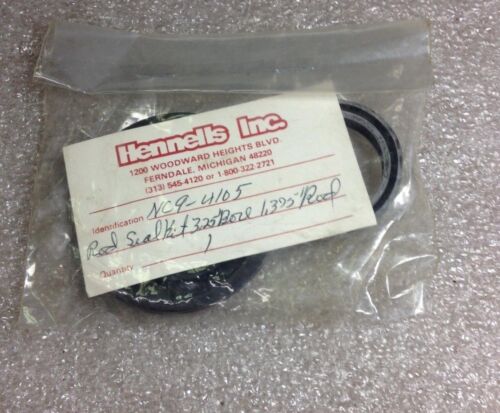 Hennells Inc.
1200 WOODWARD HEIGHTS BLVD.
FERNDALE, MICHIGAN 48220
(313) 545-4120 or 1-800-322-2721
Identification NC9-4105
Rod Seal Kit 3.25" Bore 1.375" Rod
Quantity 1